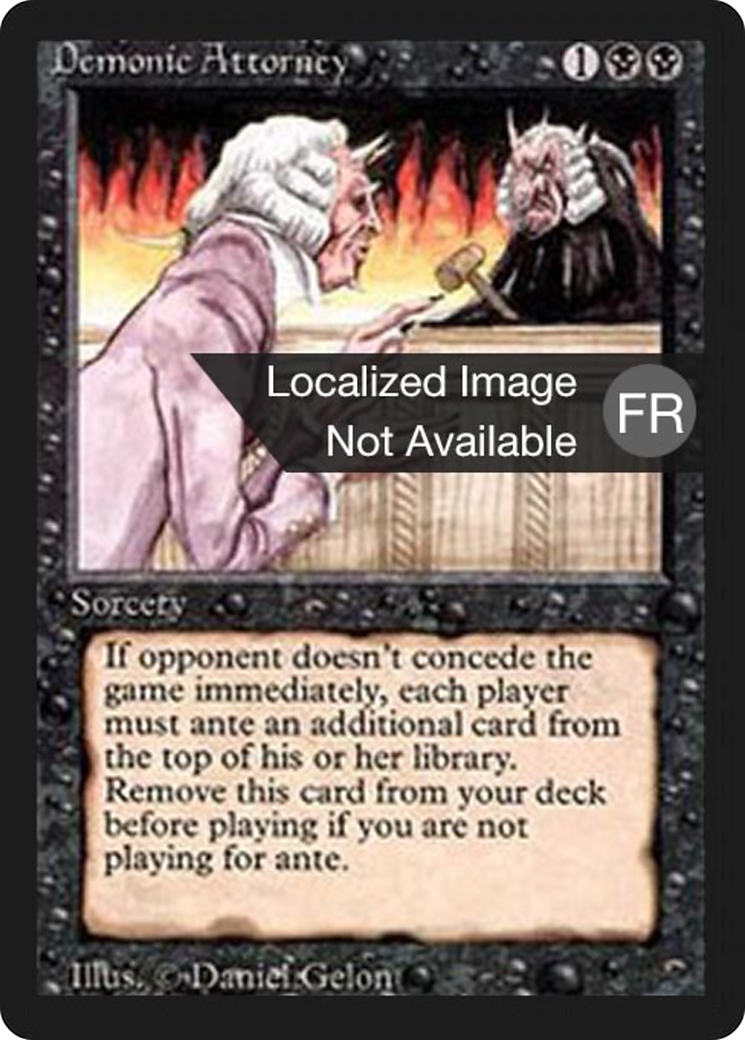 Demonic Attorney 1
Localized Image
Not Available
FR
Sorcery
If opponent doesn't concede the
game immediately, each player
must ante an additional card from
the top of his or her library.
Remove this card from your deck
before playing if you are not
playing for ante.
Illus. © Daniel Gelon